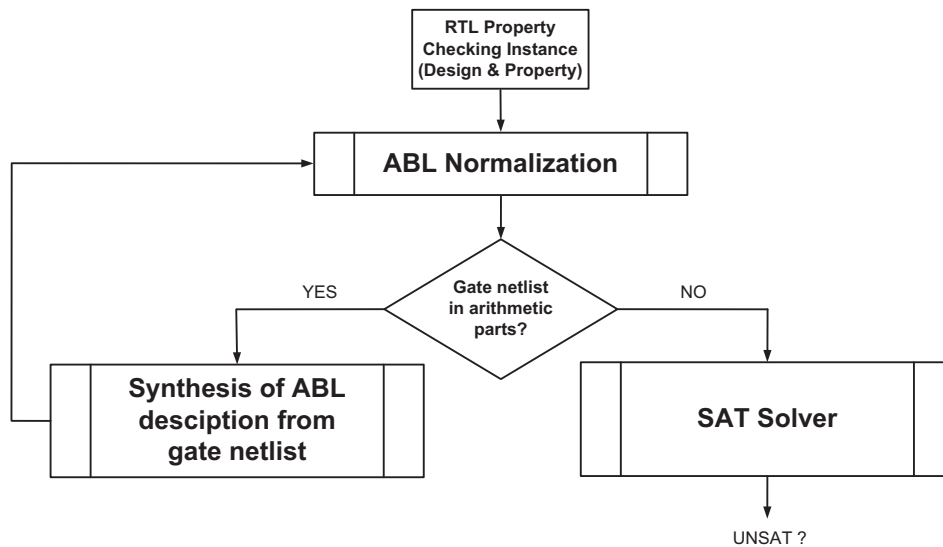 RTL Property
Checking Instance
(Design & Property)
ABL Normalization
YES
Gate netlist
in arithmetic
parts?
NO
Synthesis of ABL
desciption from
gate netlist
SAT Solver
UNSAT ?